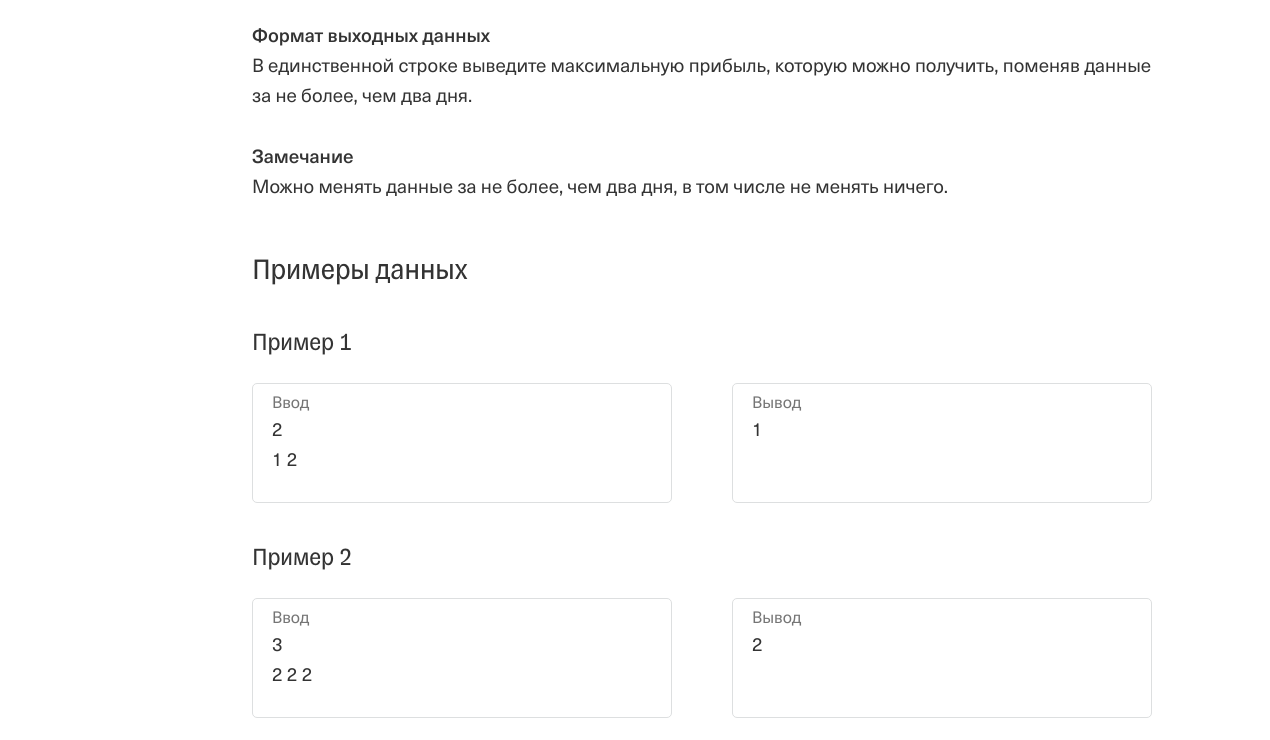 Формат выходных данных
В единственной строке выведите максимальную прибыль, которую можно получить, поменяв данные
за не более, чем два дня.
Замечание
Можно менять данные за не более, чем два дня, в том числе не менять ничего.
Примеры данных
Пример 1
Ввод
2
1 2
Вывод
1
Пример 2
Ввод
3
2 2 2
Вывод
2